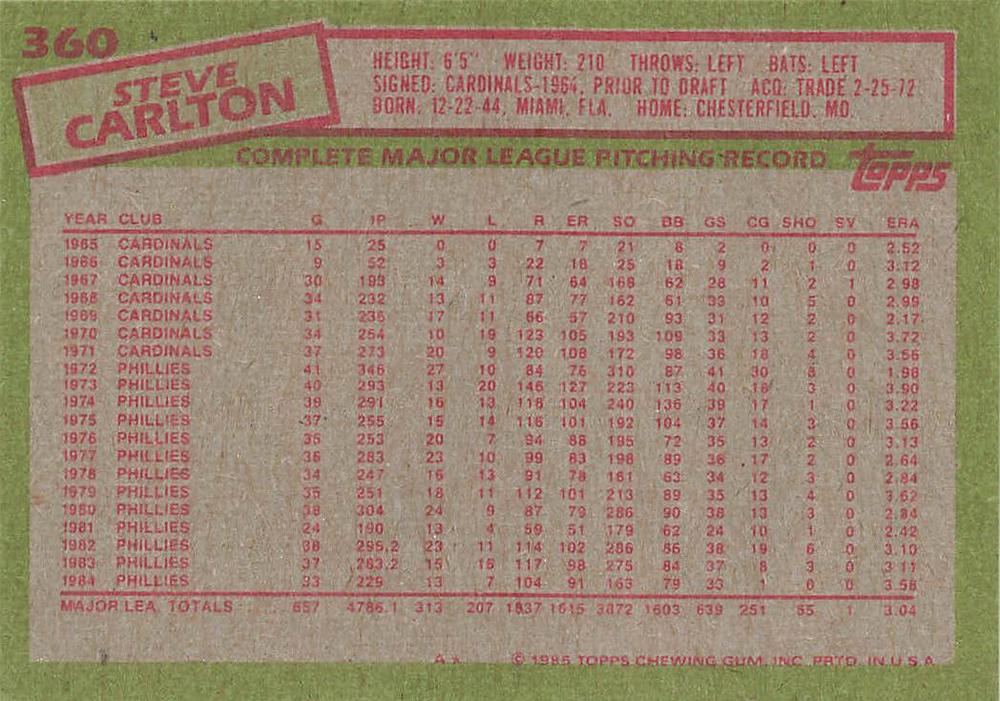 360
STEVE
CARLTON
HEIGHT: 6'5" WEIGHT: 210 THROWS: LEFT BATS: LEFT
SIGNED: CARDINALS-1964, PRIOR TO DRAFT ACQ: TRADE 2-25-72
BORN: 12-22-44, MIAMI, FLA. HOME: CHESTERFIELD, MO.
COMPLETE MAJOR LEAGUE PITCHING RECORD
TOPPS
YEAR CLUB G IP W L R ER SO BB GS CG SHO SV ERA
1965 CARDINALS 15 25 0 0 7 7 21 8 2 0 0 0 2.52
1966 CARDINALS 9 52 3 3 22 18 25 18 9 2 1 0 3.12
1967 CARDINALS 30 193 14 9 71 64 168 62 28 11 2 1 2.98
1968 CARDINALS 34 232 13 11 87 77 162 61 33 10 5 0 2.99
1969 CARDINALS 31 236 17 11 66 57 210 93 31 12 2 0 2.17
1970 CARDINALS 34 254 10 19 123 105 193 109 33 13 2 0 3.72
1971 CARDINALS 37 273 20 9 120 108 172 98 36 18 4 0 3.56
1972 PHILLIES 41 346 27 10 84 76 310 87 41 30 8 0 1.98
1973 PHILLIES 40 293 13 20 146 127 223 113 40 18 3 0 3.90
1974 PHILLIES 39 291 16 13 118 104 240 136 39 17 1 0 3.22
1975 PHILLIES 37 255 15 14 116 101 192 104 37 14 3 0 3.56
1976 PHILLIES 35 253 20 7 94 88 195 72 35 13 2 0 3.13
1977 PHILLIES 36 283 23 10 99 83 198 89 36 17 2 0 2.64
1978 PHILLIES 34 247 16 13 91 78 161 63 34 12 3 0 2.84
1979 PHILLIES 35 251 18 11 112 101 213 89 35 13 4 0 3.62
1980 PHILLIES 38 304 24 9 87 79 286 90 38 13 3 0 2.34
1981 PHILLIES 24 190 13 4 59 51 179 62 24 10 1 0 2.42
1982 PHILLIES 38 295.2 23 11 114 102 286 86 38 19 6 0 3.10
1983 PHILLIES 37 283.2 15 16 117 98 275 84 37 8 3 0 3.11
1984 PHILLIES 33 229 13 7 104 91 163 79 33 1 0 0 3.58
MAJOR LEA. TOTALS 657 4786.1 313 207 1837 1615 3872 1603 639 251 55 1 3.04
© 1985 TOPPS CHEWING GUM, INC. PRTD. IN U.S.A.